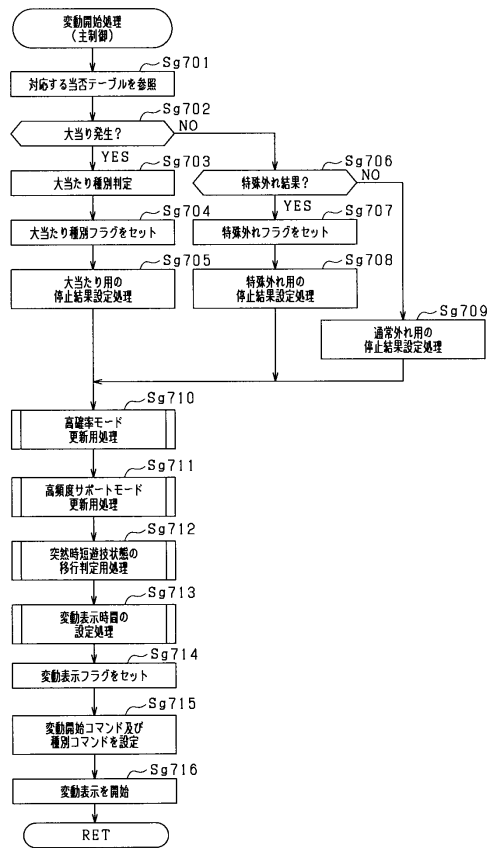 変動開始処理
(主制御)
Sg701
対応する当否テーブルを参照
Sg702
大当り発生?
NO
YES
Sg703
大当たり種別判定
Sg704
大当たり種別フラグをセット
Sg705
大当たり用の
停止結果設定処理
Sg706
特殊外れ結果?
NO
YES
Sg707
特殊外れフラグをセット
Sg708
特殊外れ用の
停止結果設定処理
Sg709
通常外れ用の
停止結果設定処理
Sg710
高確率モード
更新用処理
Sg711
高頻度サポートモード
更新用処理
Sg712
突然時短遊技状態の
移行判定用処理
Sg713
変動表示時間の
設定処理
Sg714
変動表示フラグをセット
Sg715
変動開始コマンド及び
種別コマンドを設定
Sg716
変動表示を開始
RET